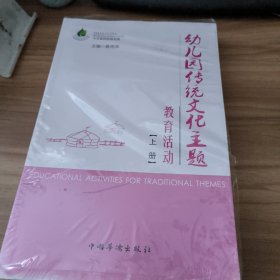 幼儿园传统文化主题
教育活动
【上册】
EDUCATIONAL ACTIVITIES FOR TRADITIONAL THEMES
中国华侨出版社